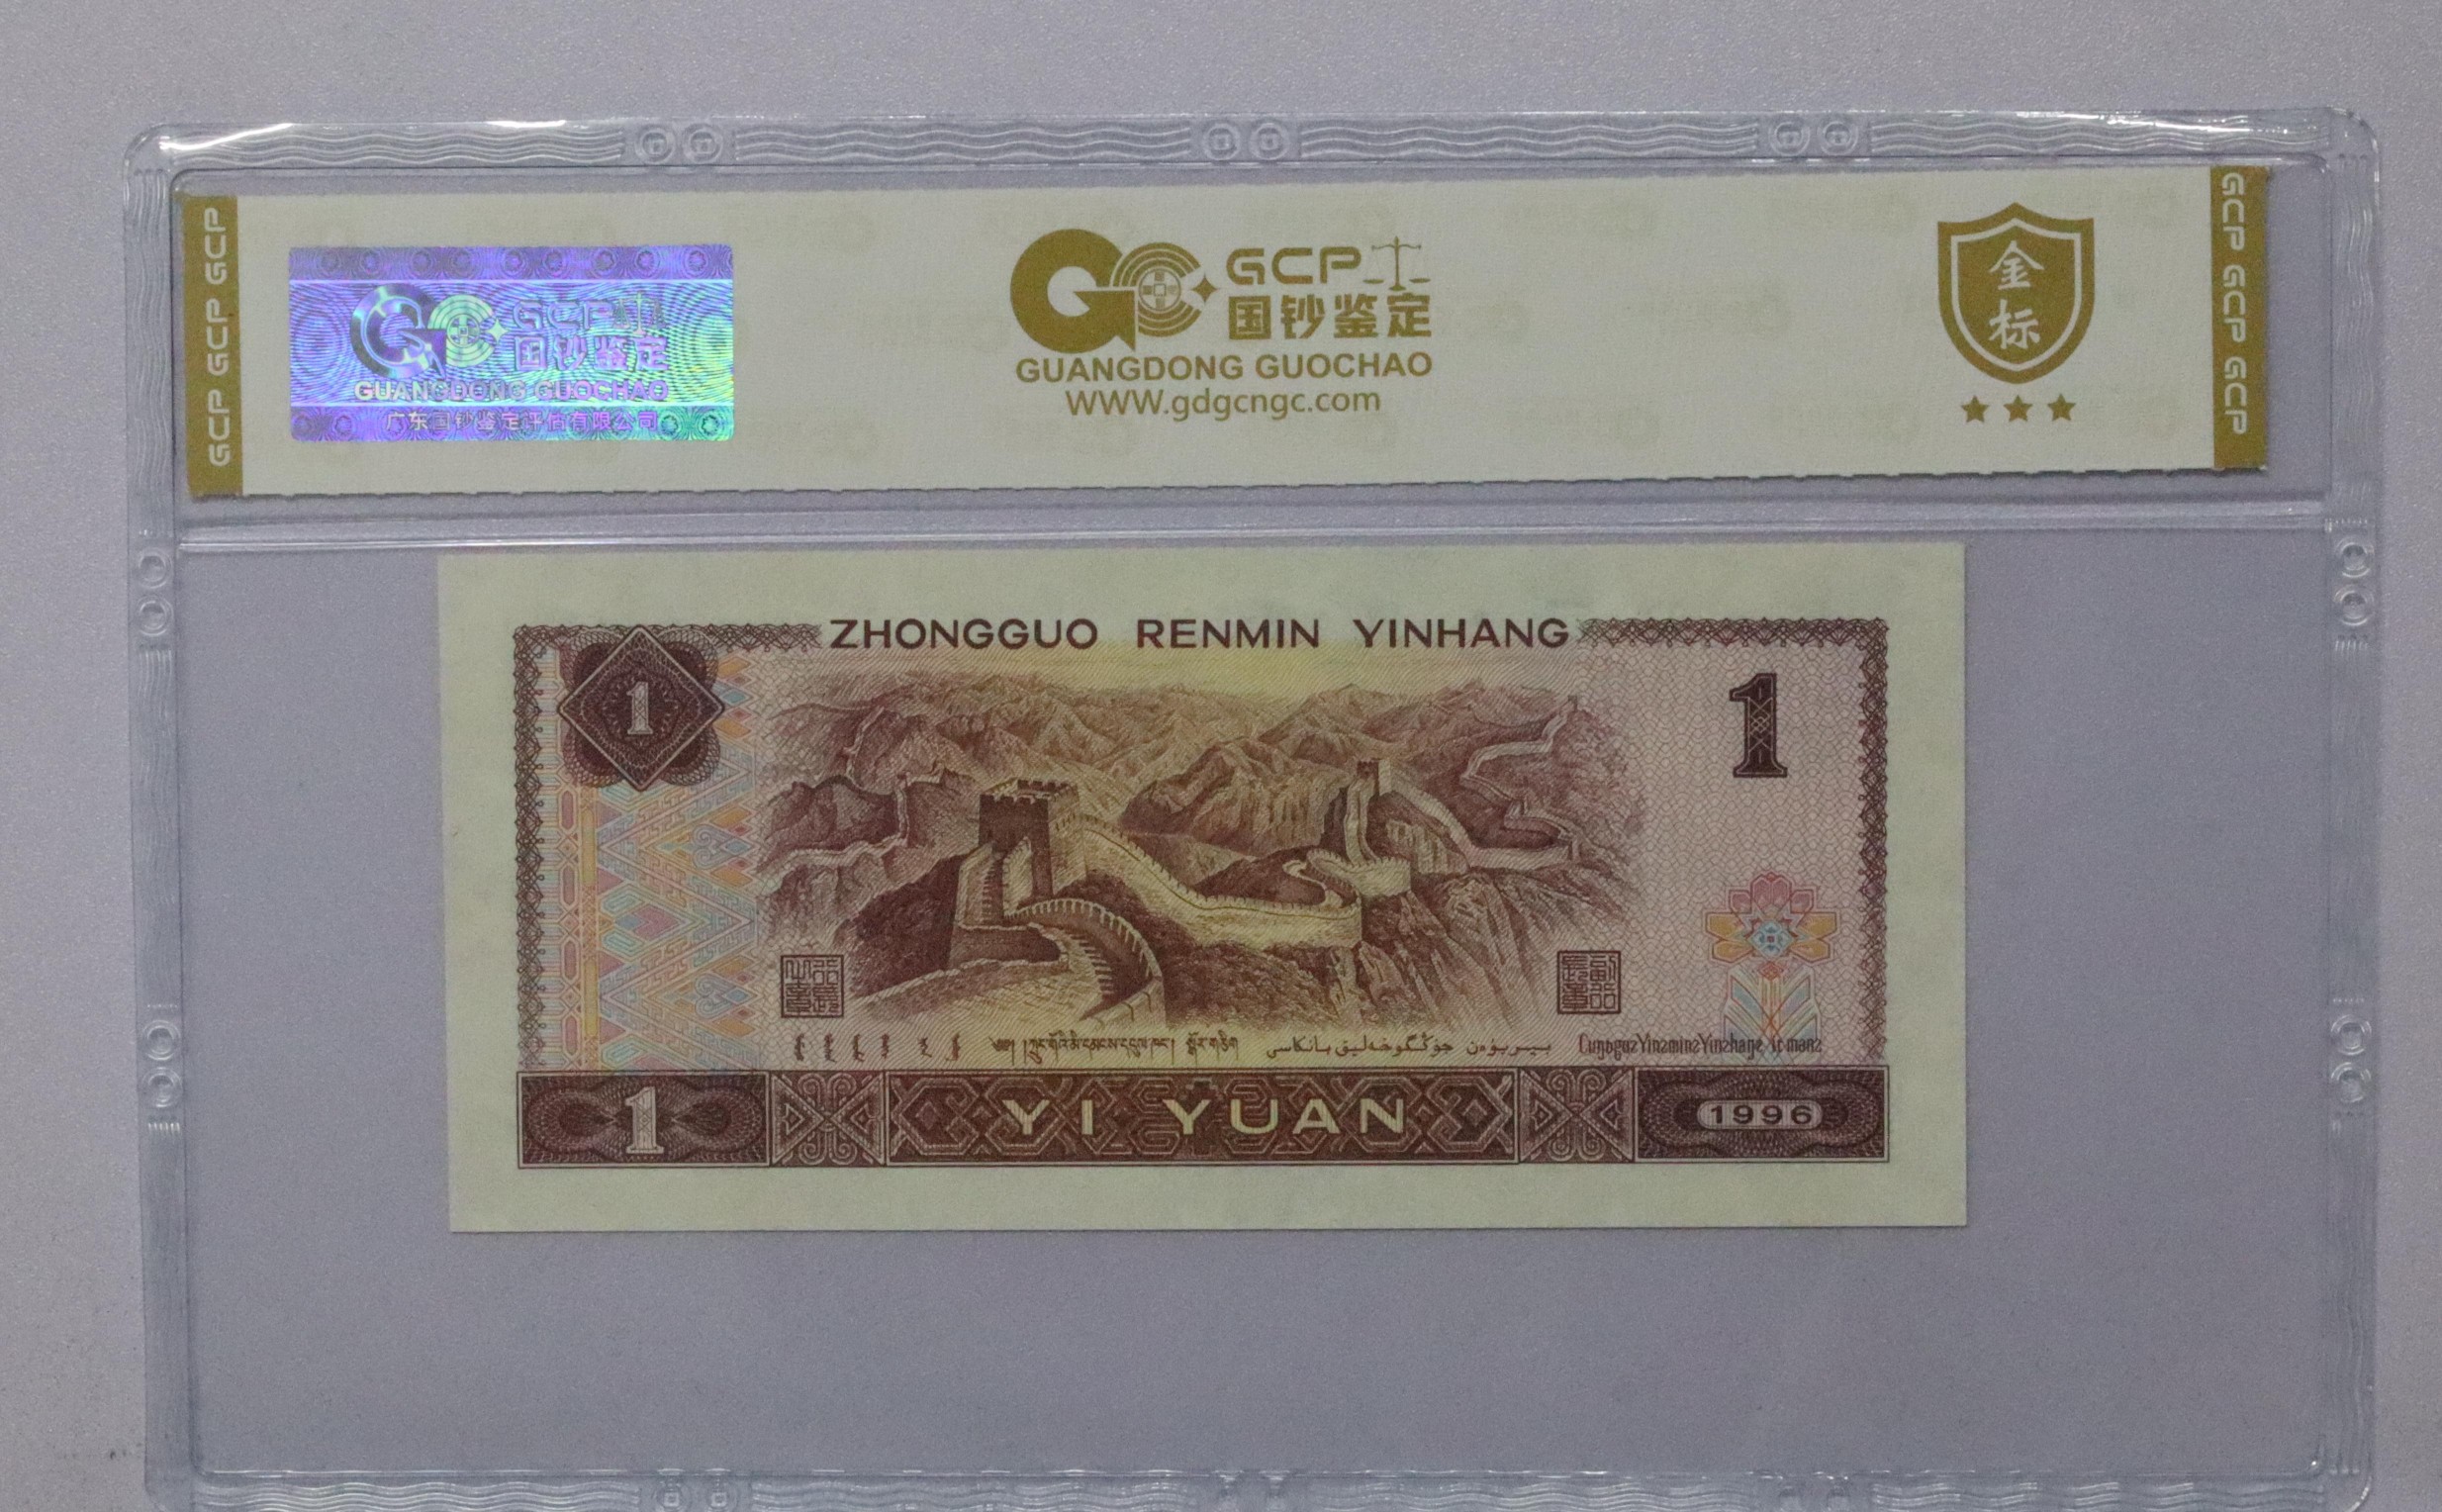 GCP GCP GCP
GCP
国钞鉴定
GUANGDONG GUOCHAO
广东国钞鉴定评估有限公司
GCP
国钞鉴定
GUANGDONG GUOCHAO
WWW.gdgcngc.com
金
标
GCP GCP GCP
ZHONGGUO RENMIN YINHANG
1
1
1
YI YUAN
1996